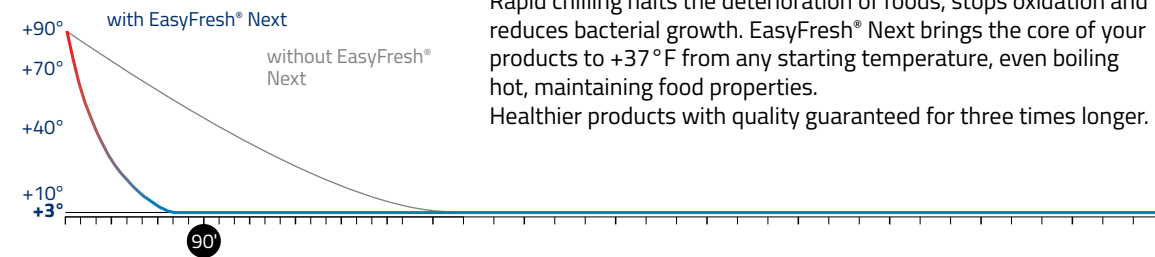 Rapid chilling halts the deterioration of foods, stops oxidation and
reduces bacterial growth. EasyFresh® Next brings the core of your
products to +37°F from any starting temperature, even boiling
hot, maintaining food properties.
Healthier products with quality guaranteed for three times longer.
with EasyFresh® Next
without EasyFresh®
Next
+90°
+70°
+40°
+10°
+3°
90'